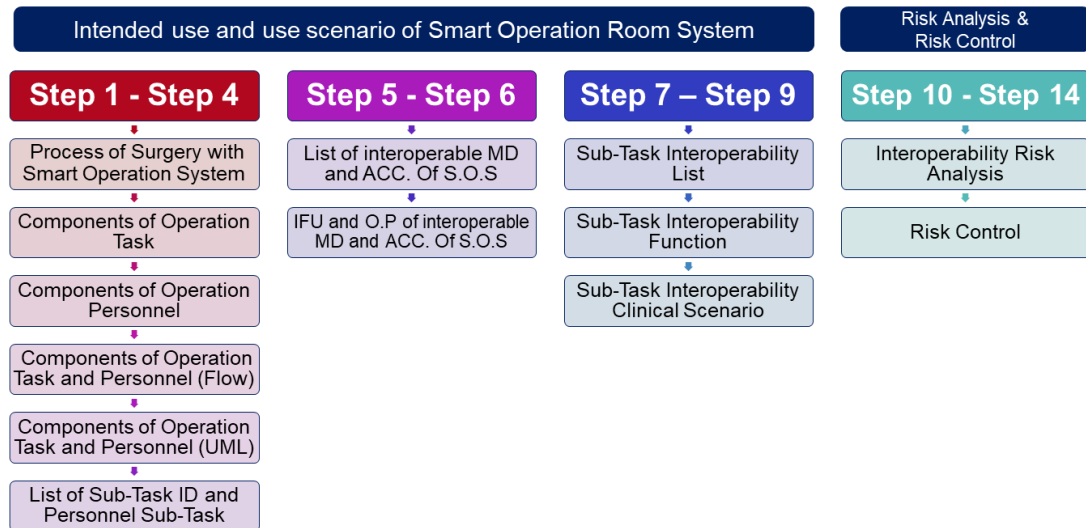 Intended use and use scenario of Smart Operation Room System
Risk Analysis &
Risk Control
Step 1 - Step 4
Process of Surgery with
Smart Operation System
Components of Operation
Task
Components of Operation
Personnel
Components of Operation
Task and Personnel (Flow)
Components of Operation
Task and Personnel (UML)
List of Sub-Task ID and
Personnel Sub-Task
Step 5 - Step 6
List of interoperable MD
and ACC. Of S.O.S
IFU and O.P of interoperable
MD and ACC. Of S.O.S
Step 7 – Step 9
Sub-Task Interoperability
List
Sub-Task Interoperability
Function
Sub-Task Interoperability
Clinical Scenario
Step 10 - Step 14
Interoperability Risk
Analysis
Risk Control